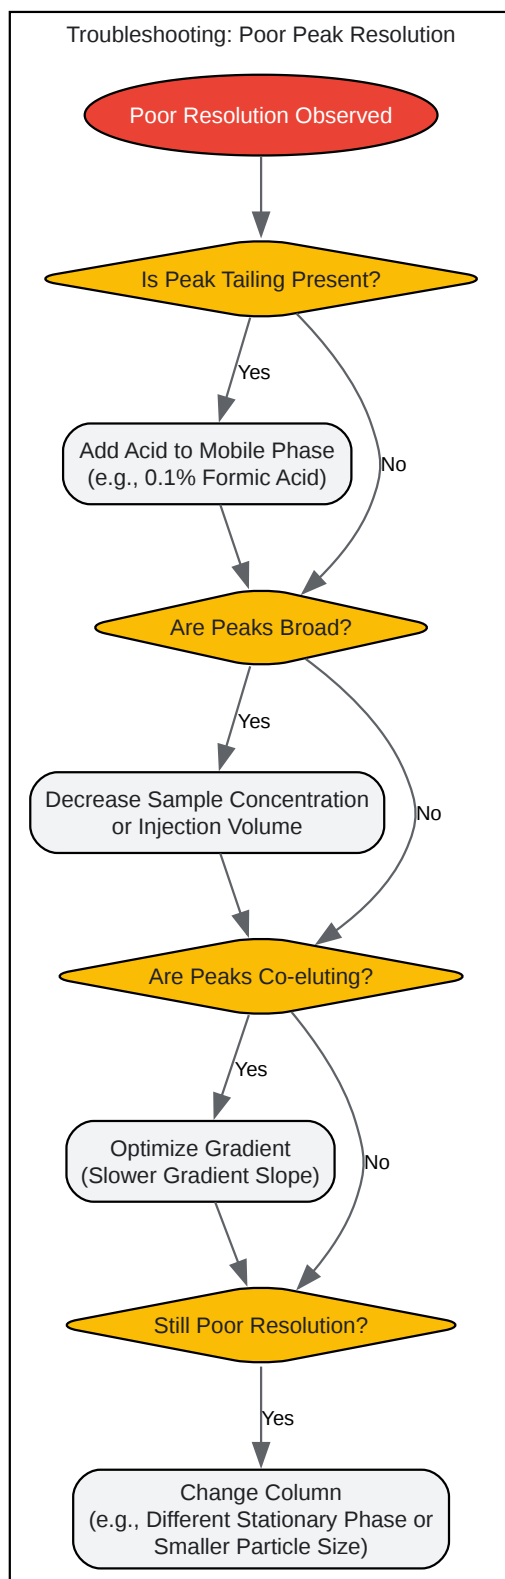 Troubleshooting: Poor Peak Resolution
Poor Resolution Observed
Is Peak Tailing Present?
Yes
Add Acid to Mobile Phase
(e.g., 0.1% Formic Acid)
No
Are Peaks Broad?
Yes
Decrease Sample Concentration
or Injection Volume
No
Are Peaks Co-eluting?
Yes
Optimize Gradient
(Slower Gradient Slope)
No
Still Poor Resolution?
Yes
Change Column
(e.g., Different Stationary Phase or
Smaller Particle Size)